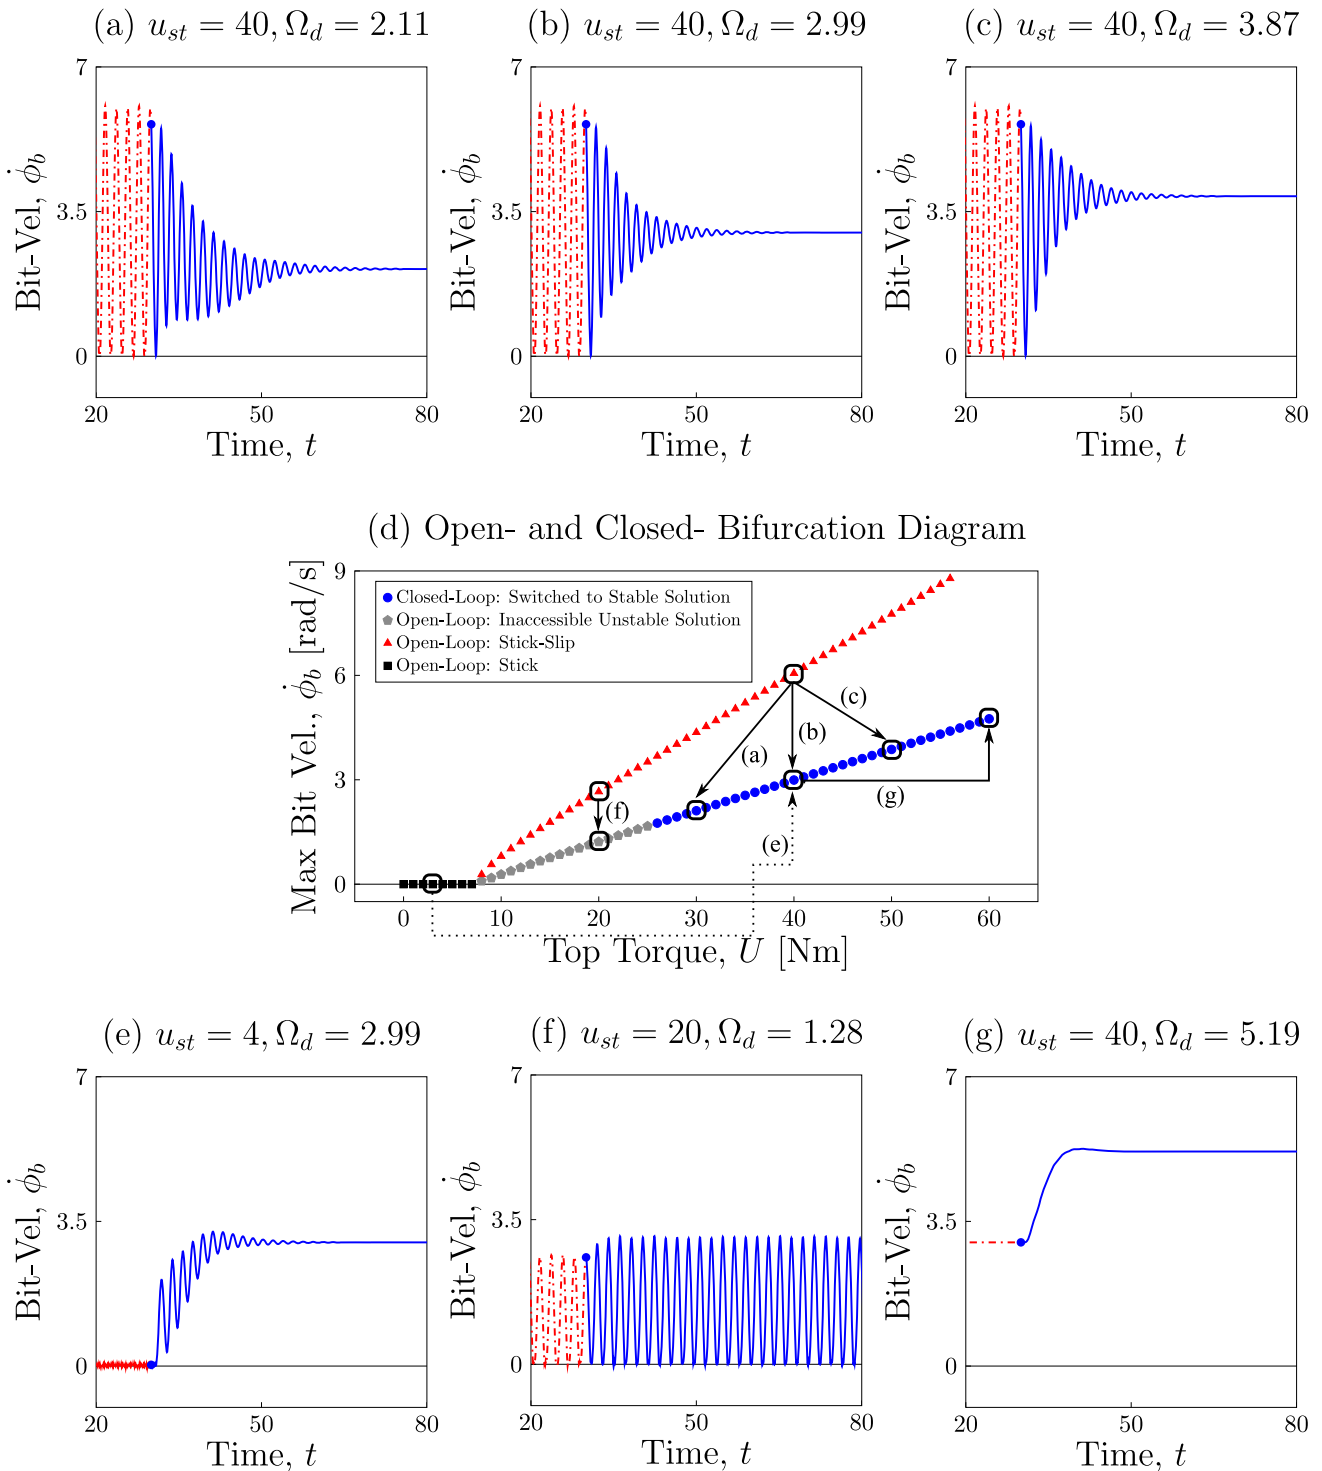 (a) u_st = 40, Ω_d = 2.11
7
3.5
0
20 50 80
Bit-Vel, φ̇_b
Time, t
(b) u_st = 40, Ω_d = 2.99
7
3.5
0
20 50 80
Bit-Vel, φ̇_b
Time, t
(c) u_st = 40, Ω_d = 3.87
7
3.5
0
20 50 80
Bit-Vel, φ̇_b
Time, t
(d) Open- and Closed- Bifurcation Diagram
9
6
3
0
Max Bit Vel., φ̇_b [rad/s]
Closed-Loop: Switched to Stable Solution
Open-Loop: Inaccessible Unstable Solution
Open-Loop: Stick-Slip
Open-Loop: Stick
(c)
(a)
(b)
(g)
(f)
(e)
0 10 20 30 40 50 60
Top Torque, U [Nm]
(e) u_st = 4, Ω_d = 2.99
7
3.5
0
20 50 80
Bit-Vel, φ̇_b
Time, t
(f) u_st = 20, Ω_d = 1.28
7
3.5
0
20 50 80
Bit-Vel, φ̇_b
Time, t
(g) u_st = 40, Ω_d = 5.19
7
3.5
0
20 50 80
Bit-Vel, φ̇_b
Time, t